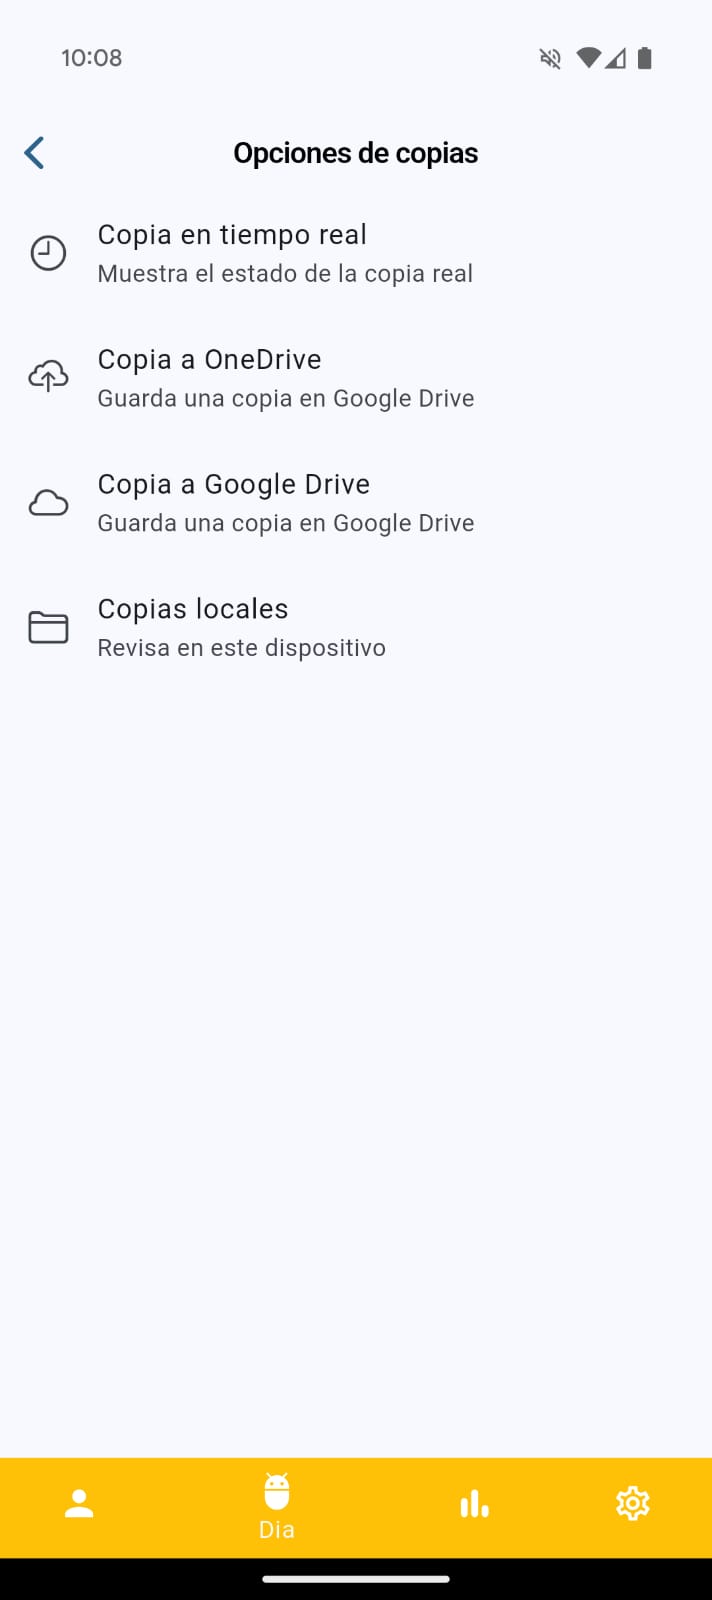 10:08
Opciones de copias
Copia en tiempo real
Muestra el estado de la copia real
Copia a OneDrive
Guarda una copia en Google Drive
Copia a Google Drive
Guarda una copia en Google Drive
Copias locales
Revisa en este dispositivo
Dia